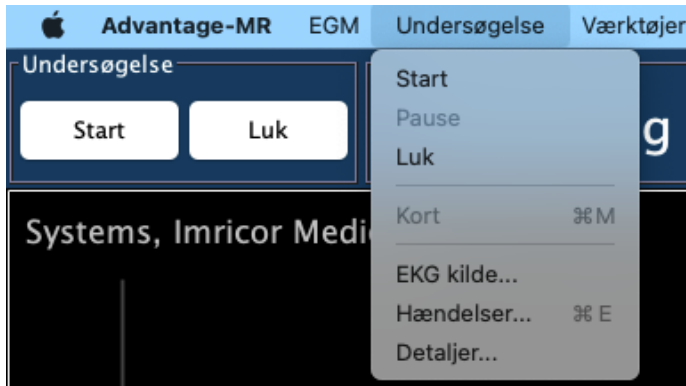 Advantage-MR EGM Undersøgelse Værktøjer
Undersøgelse
Start Luk
Start
Pause
Luk
Kort ⌘M
EKG kilde...
Hændelser... ⌘E
Detaljer...
g
Systems, Imricor Medi